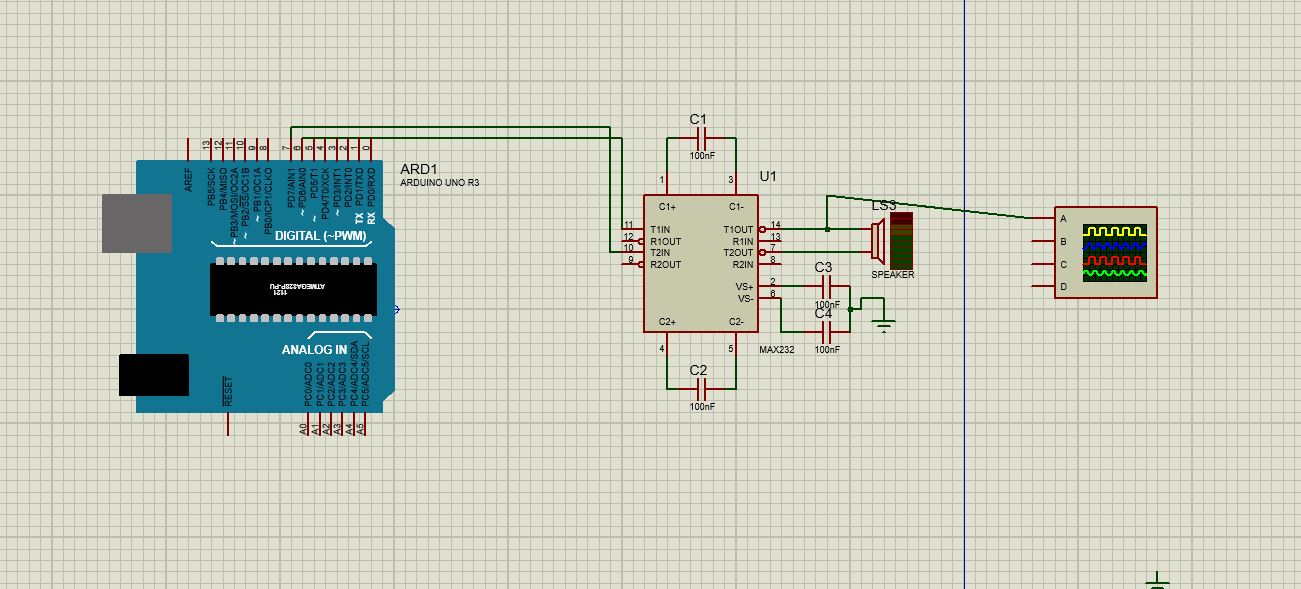 ARD1
ARDUINO UNO R3
AREF
13
12
11
10
9
8
7
6
5
4
3
2
1
0
PB5/SCK
PB4/MISO
~PB3/MOSI/OC2A
~PB2/SS/OC1B
~PB1/OC1A
PB0/ICP1/CLKO
PD7/AIN1
~PD6/AIN0
~PD5/T1
PD4/T0/XCK
~PD3/INT1
PD2/INT0
TX PD1/TXD
RX PD0/RXD
DIGITAL (~PWM)
ATMEGA328P-PU
1121
ANALOG IN
RESET
PC0/ADC0
PC1/ADC1
PC2/ADC2
PC3/ADC3
PC4/ADC4/SDA
PC5/ADC5/SCL
A0
A1
A2
A3
A4
A5
C1
100nF
U1
1
3
C1+
C1-
11
T1IN
T1OUT
14
12
R1OUT
R1IN
13
10
T2IN
T2OUT
7
9
R2OUT
R2IN
8
VS+
2
VS-
6
C2+
C2-
4
5
MAX232
C2
100nF
C3
100nF
C4
100nF
LS3
SPEAKER
A
B
C
D